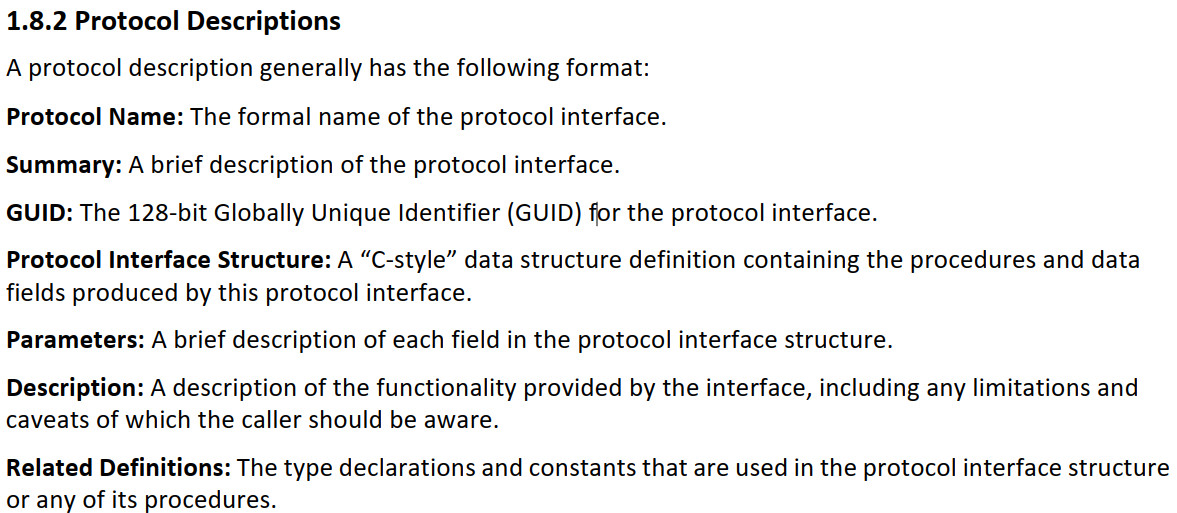 1.8.2 Protocol Descriptions
A protocol description generally has the following format:
Protocol Name: The formal name of the protocol interface.
Summary: A brief description of the protocol interface.
GUID: The 128-bit Globally Unique Identifier (GUID) for the protocol interface.
Protocol Interface Structure: A “C-style” data structure definition containing the procedures and data
fields produced by this protocol interface.
Parameters: A brief description of each field in the protocol interface structure.
Description: A description of the functionality provided by the interface, including any limitations and
caveats of which the caller should be aware.
Related Definitions: The type declarations and constants that are used in the protocol interface structure
or any of its procedures.